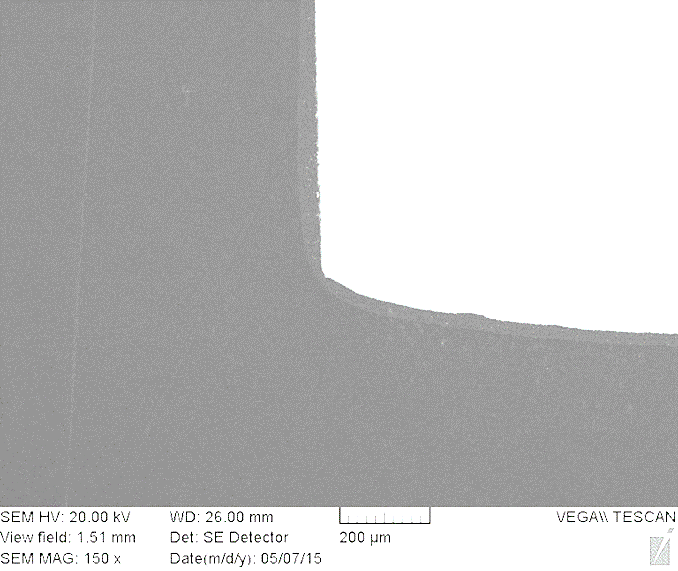 SEM HV: 20.00 kV WD: 26.00 mm VEGA\\ TESCAN
View field: 1.51 mm Det: SE Detector 200 µm
SEM MAG: 150 x Date(m/d/y): 05/07/15